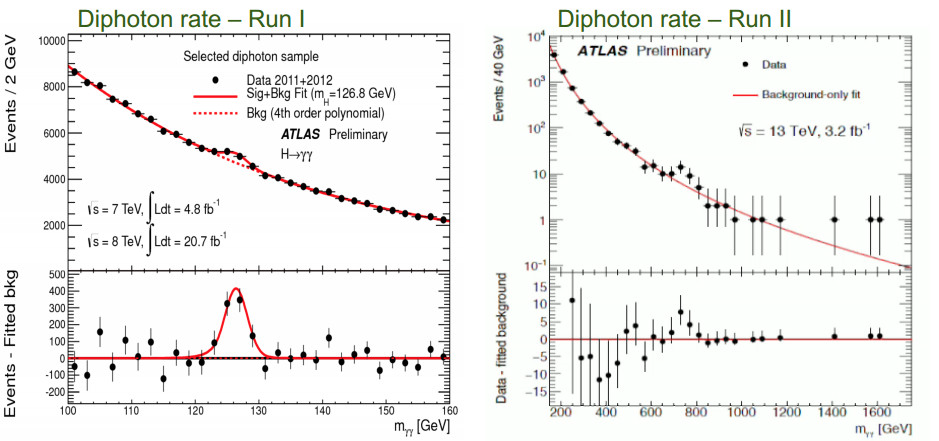 Diphoton rate – Run I
Events / 2 GeV
10000
8000
6000
4000
2000
Selected diphoton sample
Data 2011+2012
Sig+Bkg Fit (m_H=126.8 GeV)
Bkg (4th order polynomial)
ATLAS Preliminary
H→γγ
√s = 7 TeV, ∫Ldt = 4.8 fb⁻¹
√s = 8 TeV, ∫Ldt = 20.7 fb⁻¹
Events - Fitted bkg
500
400
300
200
100
0
-100
-200
100 110 120 130 140 150 160
m_γγ [GeV]
Diphoton rate – Run II
Events / 40 GeV
10⁴
10³
10²
10
1
10⁻¹
ATLAS Preliminary
Data
Background-only fit
√s = 13 TeV, 3.2 fb⁻¹
Data - fitted background
15
10
5
0
−5
−10
−15
200 400 600 800 1000 1200 1400 1600
m_γγ [GeV]